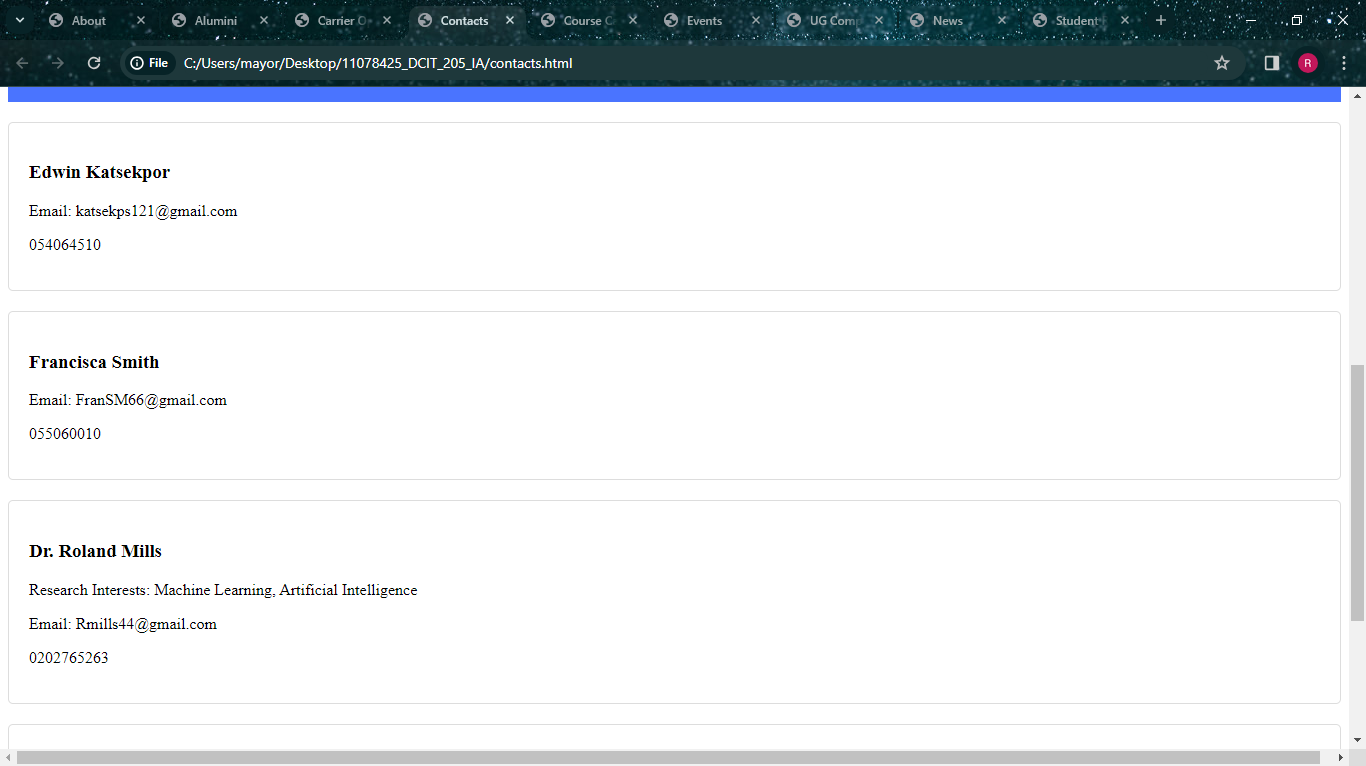 About
Alumini
Carrier O
Contacts
Course C
Events
UG Comp
News
Student
File
C:/Users/mayor/Desktop/11078425_DCIT_205_IA/contacts.html
R
Edwin Katsekpor
Email: katsekps121@gmail.com
054064510
Francisca Smith
Email: FranSM66@gmail.com
055060010
Dr. Roland Mills
Research Interests: Machine Learning, Artificial Intelligence
Email: Rmills44@gmail.com
0202765263